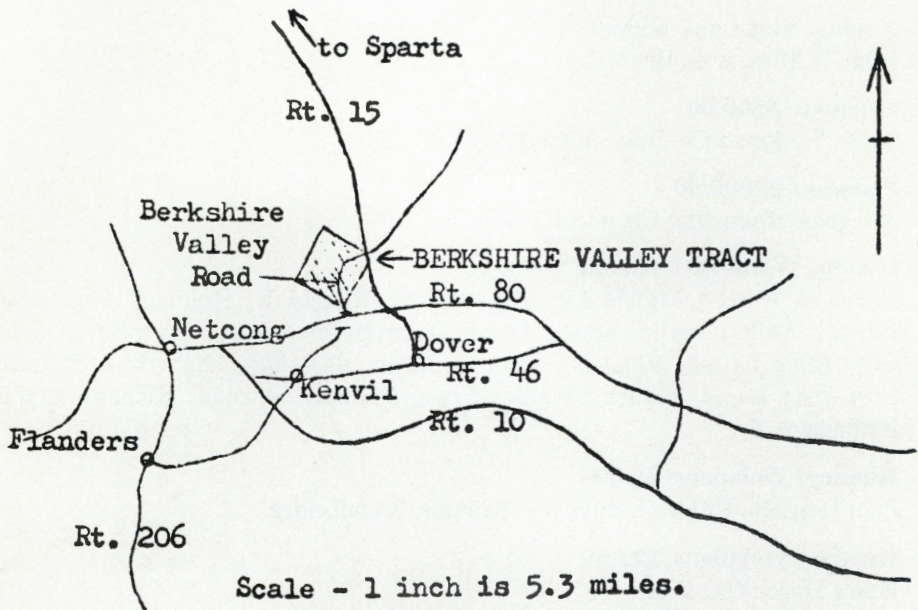 to Sparta
Rt. 15
Berkshire
Valley
Road
BERKSHIRE VALLEY TRACT
Rt. 80
Netcong
Dover
Rt. 46
Kenvil
Rt. 10
Flanders
Rt. 206
Scale - 1 inch is 5.3 miles.